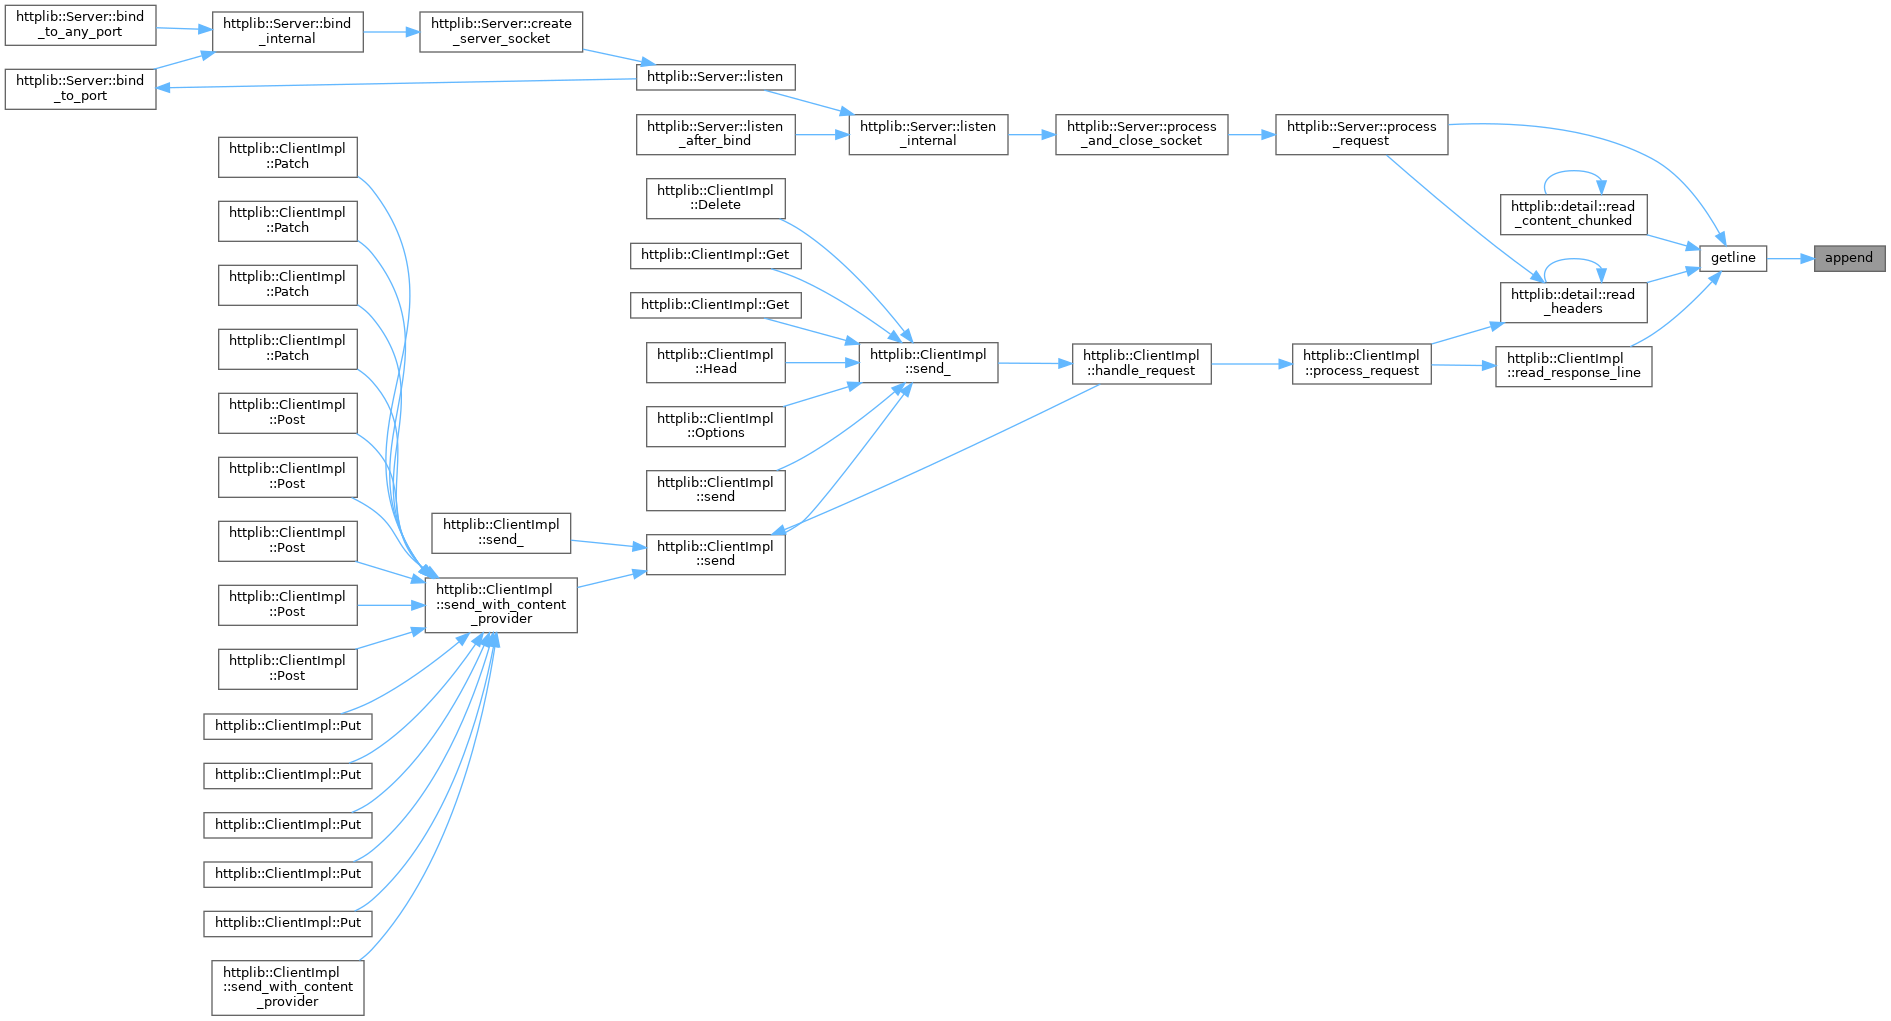 httplib::Server::bind
_to_any_port
httplib::Server::bind
_to_port
httplib::Server::bind
_internal
httplib::Server::create
_server_socket
httplib::Server::listen
httplib::Server::listen
_after_bind
httplib::Server::listen
_internal
httplib::Server::process
_and_close_socket
httplib::Server::process
_request
httplib::detail::read
_content_chunked
getline
append
httplib::detail::read
_headers
httplib::ClientImpl
::read_response_line
httplib::ClientImpl
::process_request
httplib::ClientImpl
::handle_request
httplib::ClientImpl
::send_
httplib::ClientImpl
::Delete
httplib::ClientImpl::Get
httplib::ClientImpl::Get
httplib::ClientImpl
::Head
httplib::ClientImpl
::Options
httplib::ClientImpl
::send
httplib::ClientImpl
::send
httplib::ClientImpl
::send_
httplib::ClientImpl
::send_with_content
_provider
httplib::ClientImpl
::Patch
httplib::ClientImpl
::Patch
httplib::ClientImpl
::Patch
httplib::ClientImpl
::Patch
httplib::ClientImpl
::Post
httplib::ClientImpl
::Post
httplib::ClientImpl
::Post
httplib::ClientImpl
::Post
httplib::ClientImpl
::Post
httplib::ClientImpl::Put
httplib::ClientImpl::Put
httplib::ClientImpl::Put
httplib::ClientImpl::Put
httplib::ClientImpl::Put
httplib::ClientImpl
::send_with_content
_provider